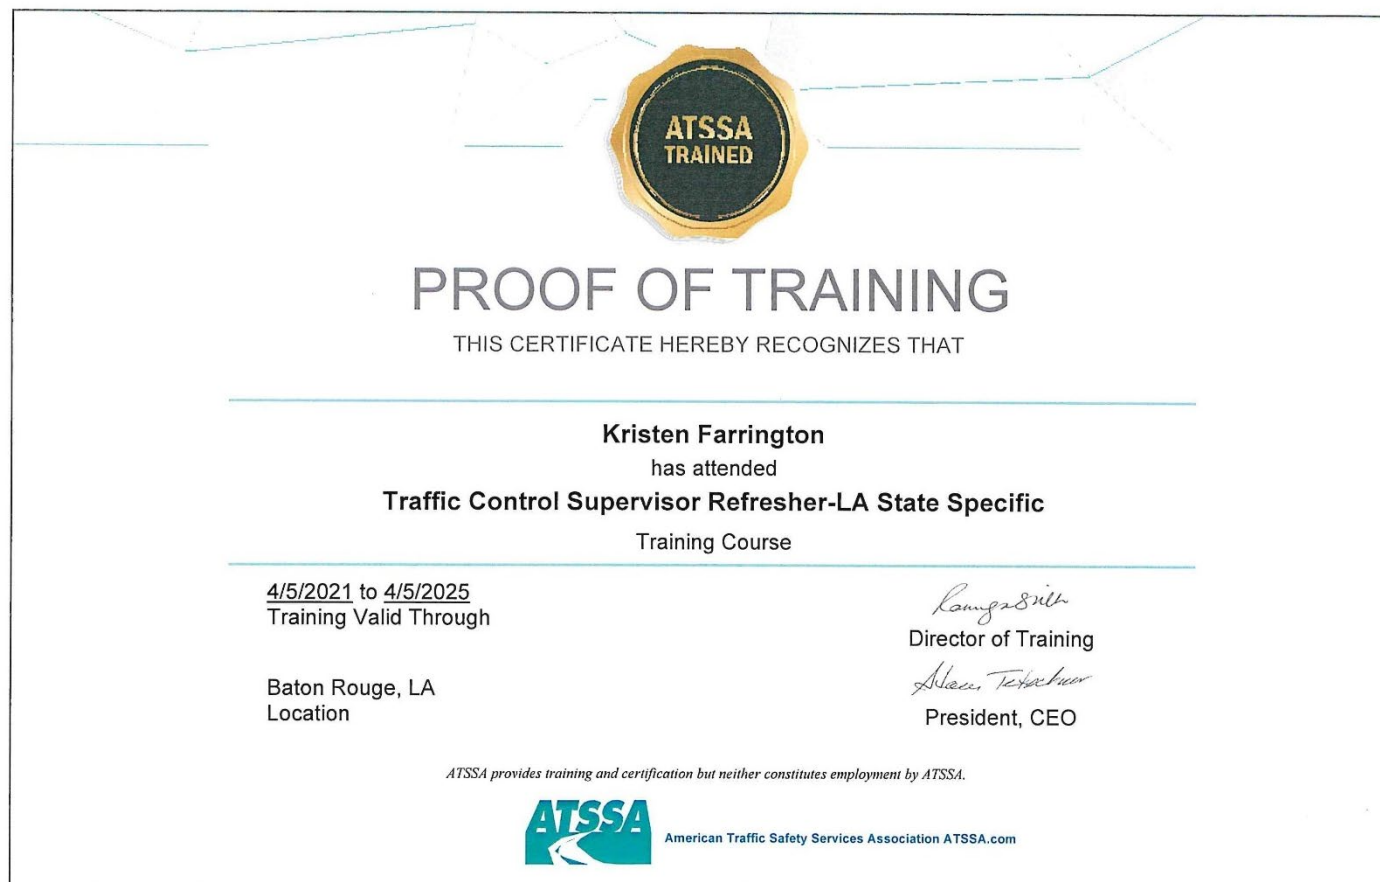 ATSSA
TRAINED
PROOF OF TRAINING
THIS CERTIFICATE HEREBY RECOGNIZES THAT
Kristen Farrington
has attended
Traffic Control Supervisor Refresher-LA State Specific
Training Course
4/5/2021 to 4/5/2025
Training Valid Through
Director of Training
Baton Rouge, LA
Location
President, CEO
ATSSA provides training and certification but neither constitutes employment by ATSSA.
ATSSA
American Traffic Safety Services Association ATSSA.com